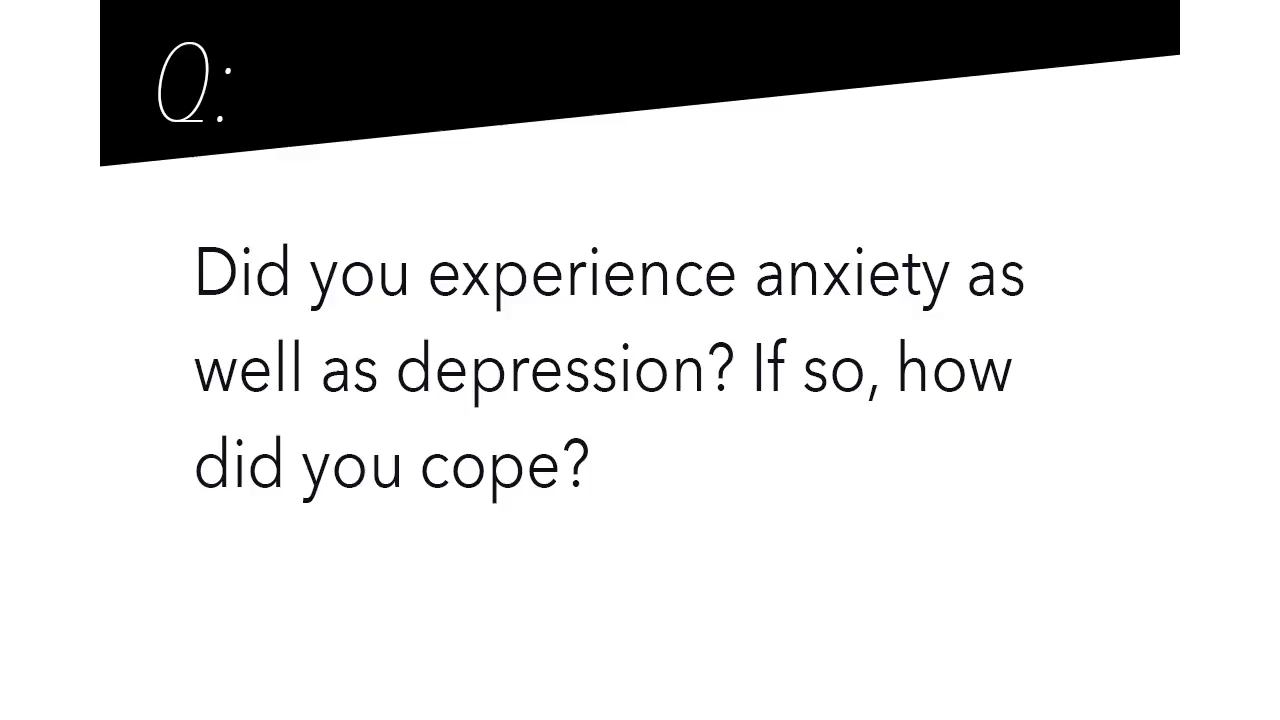 Q:
Did you experience anxiety as
well as depression? If so, how
did you cope?